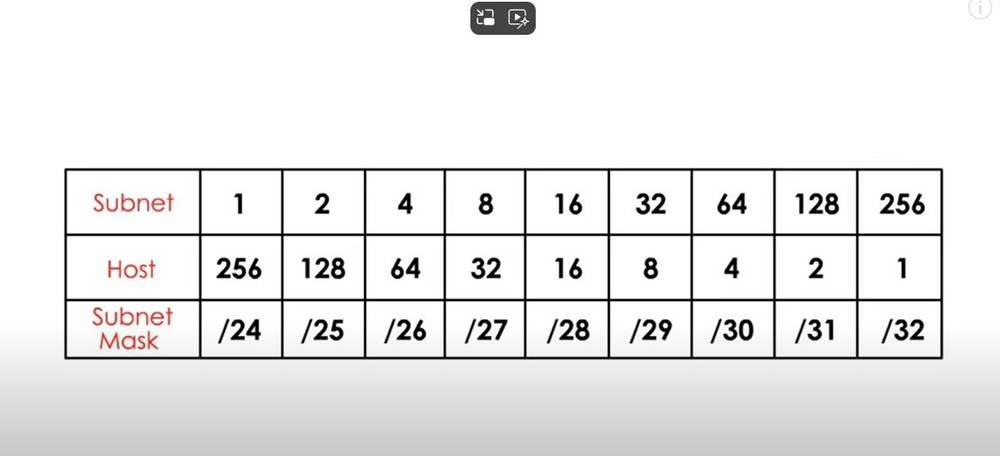 Subnet 1 2 4 8 16 32 64 128 256
Host 256 128 64 32 16 8 4 2 1
Subnet
Mask /24 /25 /26 /27 /28 /29 /30 /31 /32